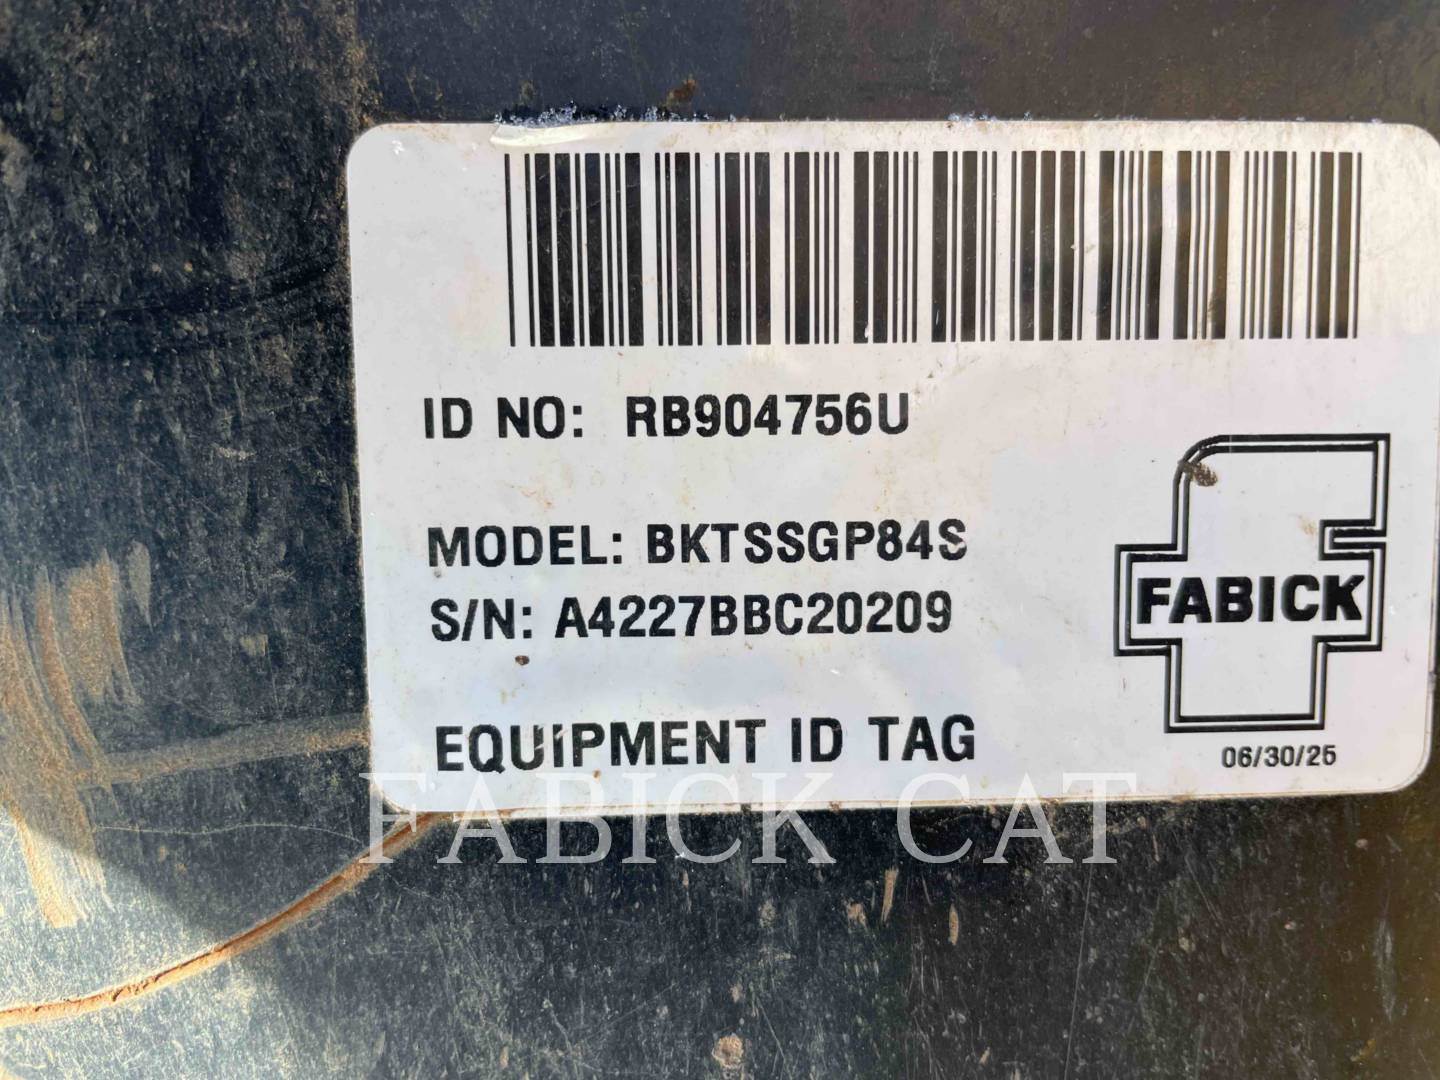 ID NO: RB904756U
MODEL: BKTSSGP84S
S/N: A4227BBC20209
FABICK
EQUIPMENT ID TAG
06/30/25
FABICK CAT